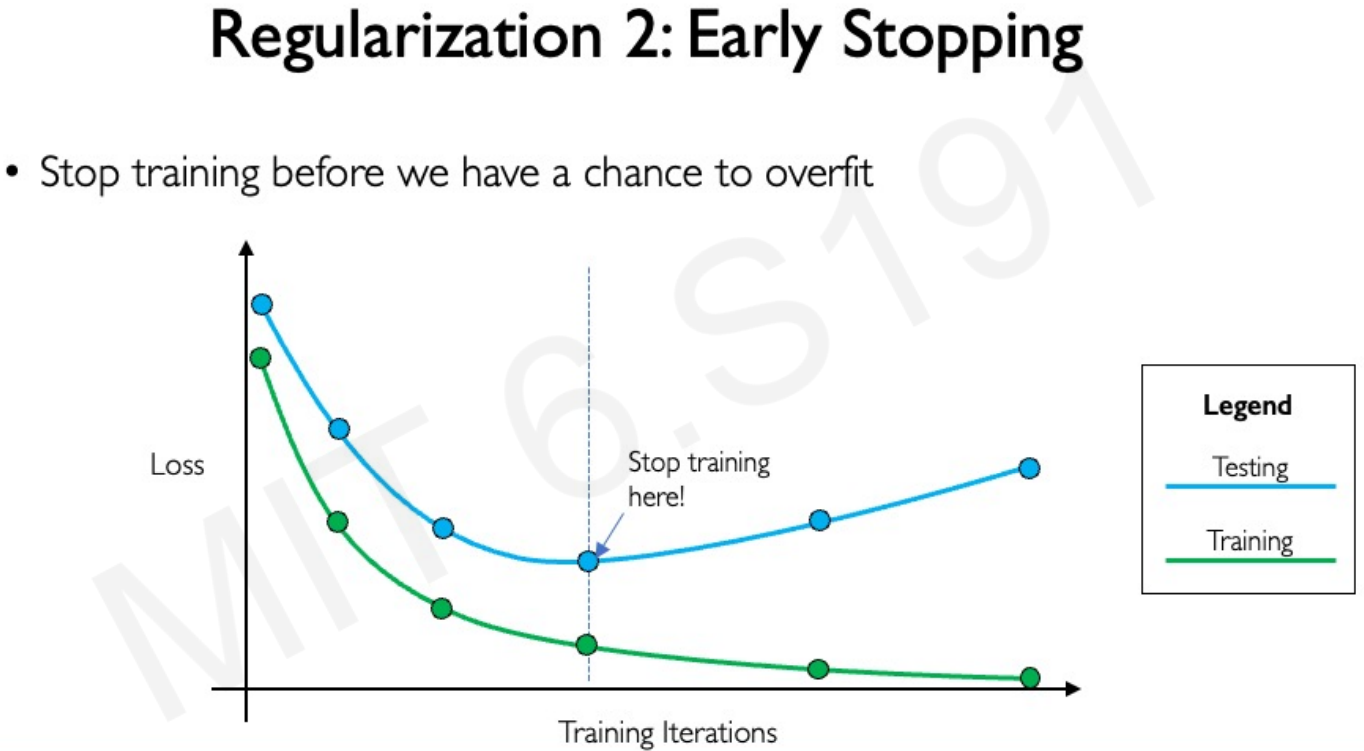 Regularization 2: Early Stopping
• Stop training before we have a chance to overfit
MIT 6.S191
Loss
Stop training
here!
Legend
Testing
Training
Training Iterations